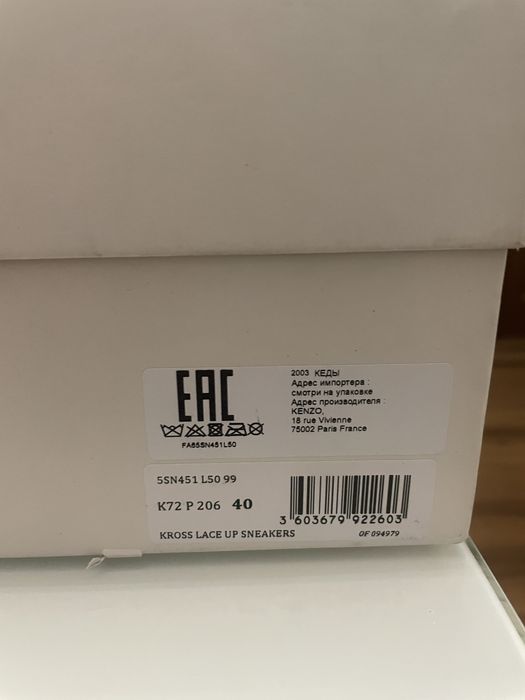 EAC
FA65SN451L50
2003 КЕДЫ
Адрес импортера :
смотри на упаковке
Адрес производителя :
KENZO,
18 rue Vivienne
75002 Paris France
5SN451 L50 99
K72 P 206 40
3 603679 922603
KROSS LACE UP SNEAKERS
OF 094979